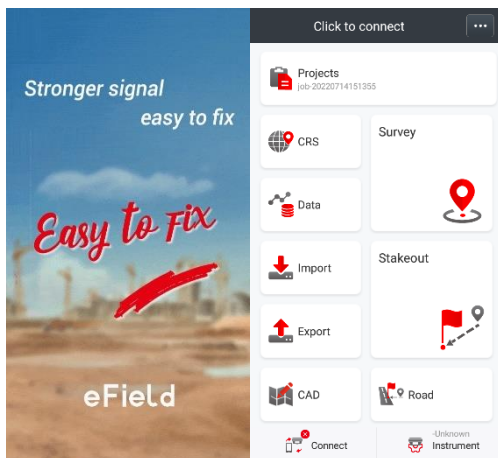 Stronger signal
easy to fix
Easy to Fix
eField
Click to connect
Projects
job-20220714151355
CRS
Survey
Data
Import
Stakeout
Export
CAD
Road
Connect
-Unknown
Instrument